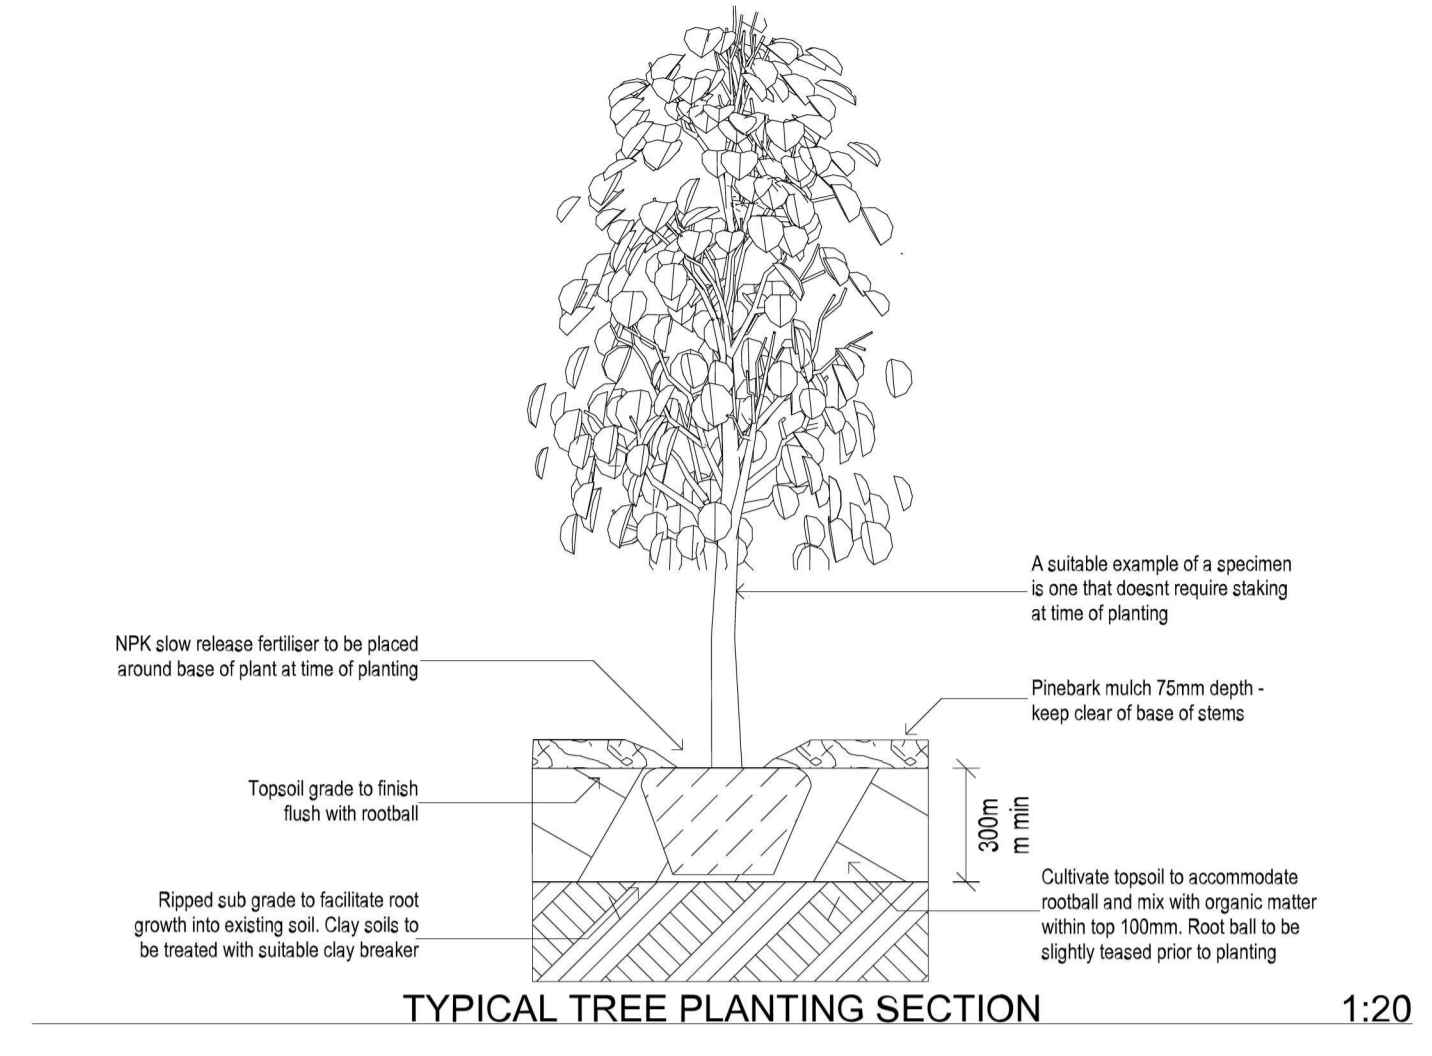 A suitable example of a specimen
is one that doesnt require staking
at time of planting
NPK slow release fertiliser to be placed
around base of plant at time of planting
Pinebark mulch 75mm depth -
keep clear of base of stems
Topsoil grade to finish
flush with rootball
300m
m min
Cultivate topsoil to accommodate
rootball and mix with organic matter
within top 100mm. Root ball to be
slightly teased prior to planting
Ripped sub grade to facilitate root
growth into existing soil. Clay soils to
be treated with suitable clay breaker
TYPICAL TREE PLANTING SECTION
1:20